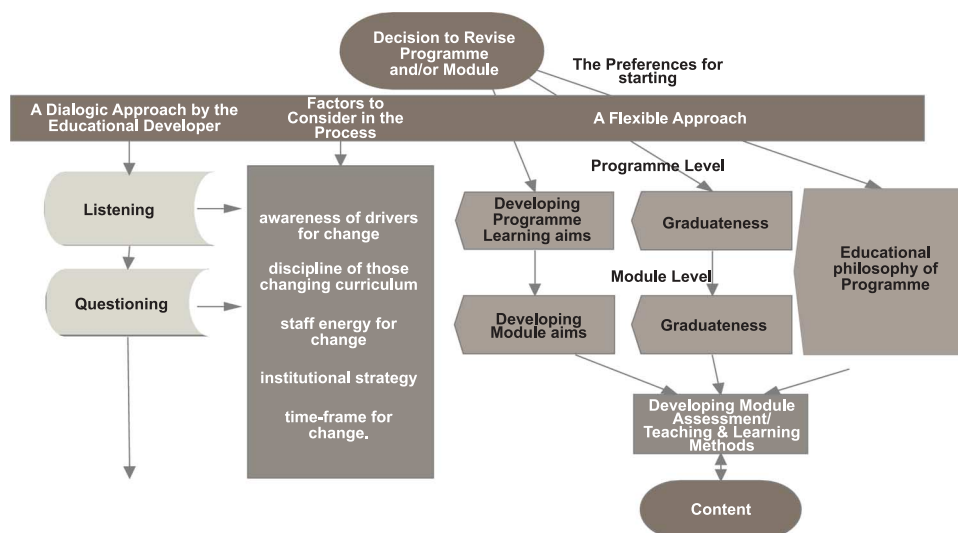 Decision to Revise
Programme
and/or Module
The Preferences for
starting
A Dialogic Approach by the
Educational Developer
Factors to
Consider in the
Process
A Flexible Approach
Programme Level
Listening
awareness of drivers
for change
discipline of those
changing curriculum
staff energy for
change
institutional strategy
time-frame for
change.
Developing
Programme
Learning aims
Graduateness
Educational
philosophy of
Programme
Module Level
Questioning
Developing
Module aims
Graduateness
Developing Module
Assessment/
Teaching & Learning
Methods
Content